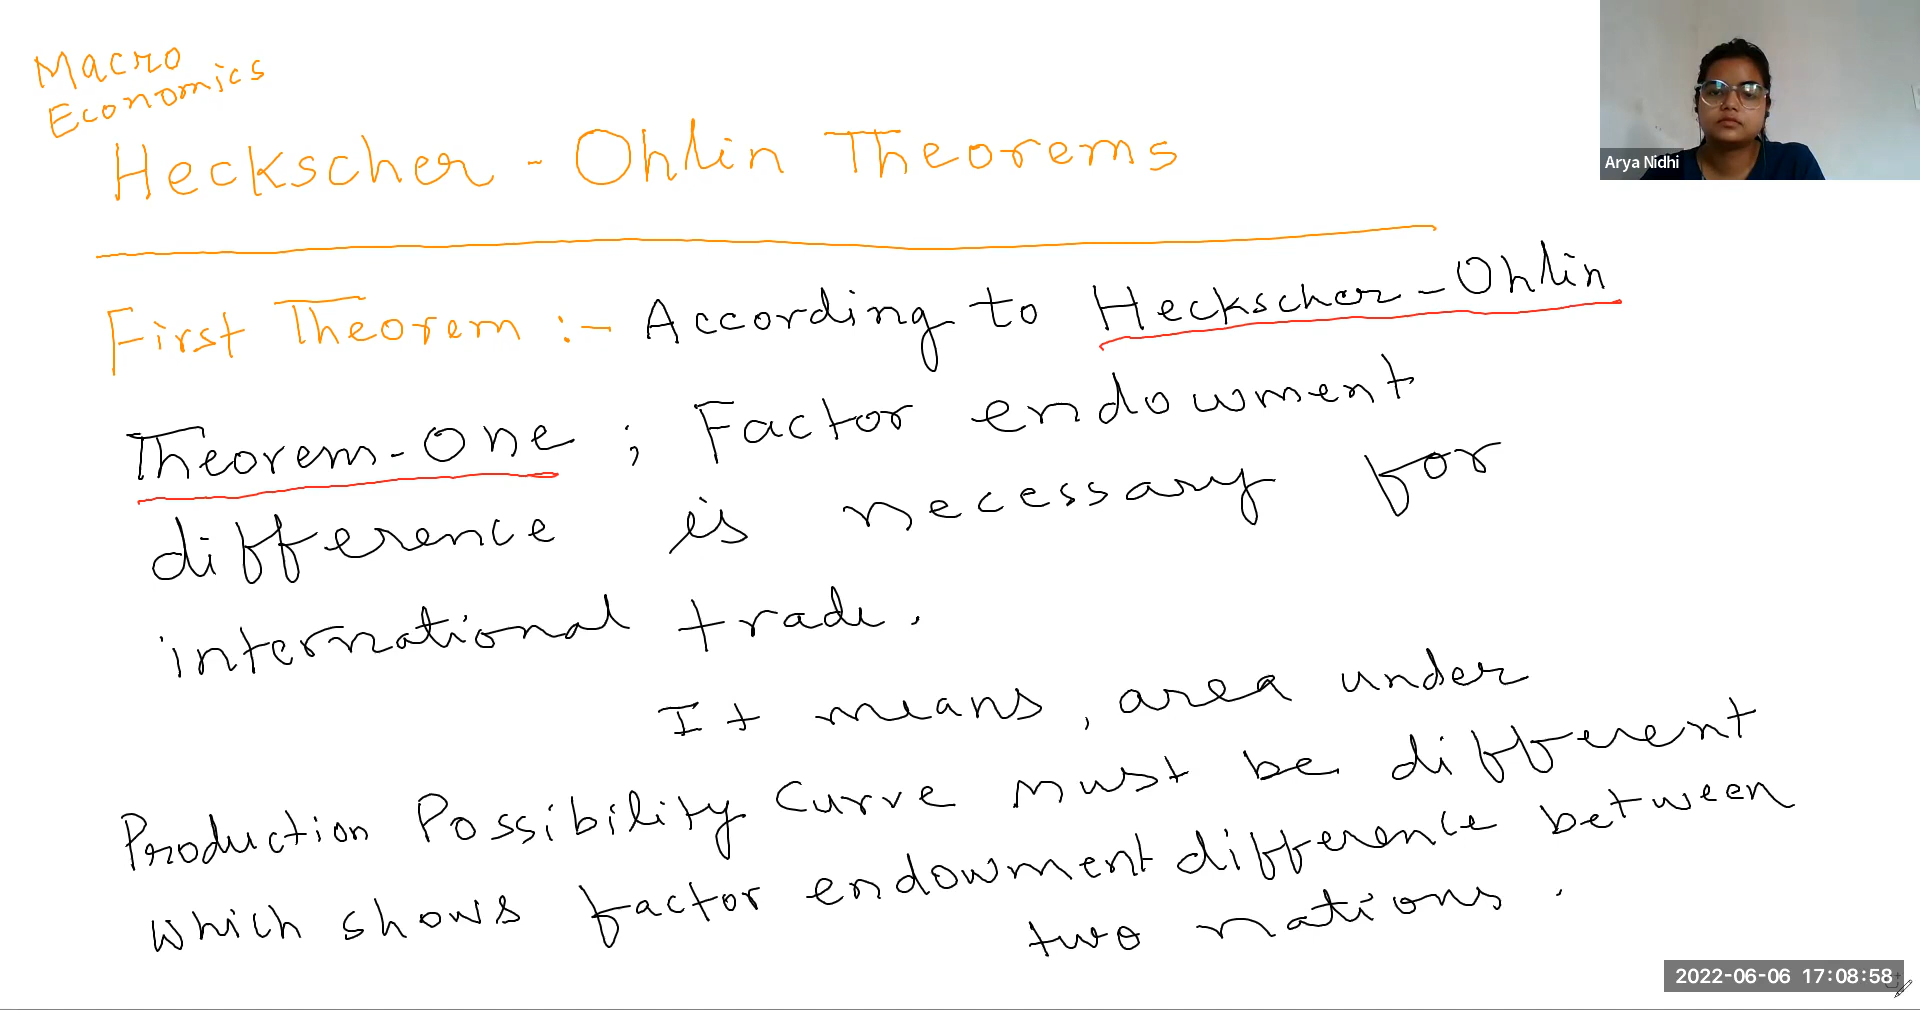 Macro
Economics
Heckscher - Ohlin Theorems
First Theorem :- According to Heckscher - Ohlin
Theorem - One ; Factor endowment
difference is necessary for
international trade.
It means, area under
Production Possibility Curve must be different
which shows factor endowment difference between
two nations.
Arya Nidhi
2022-06-06 17:08:58